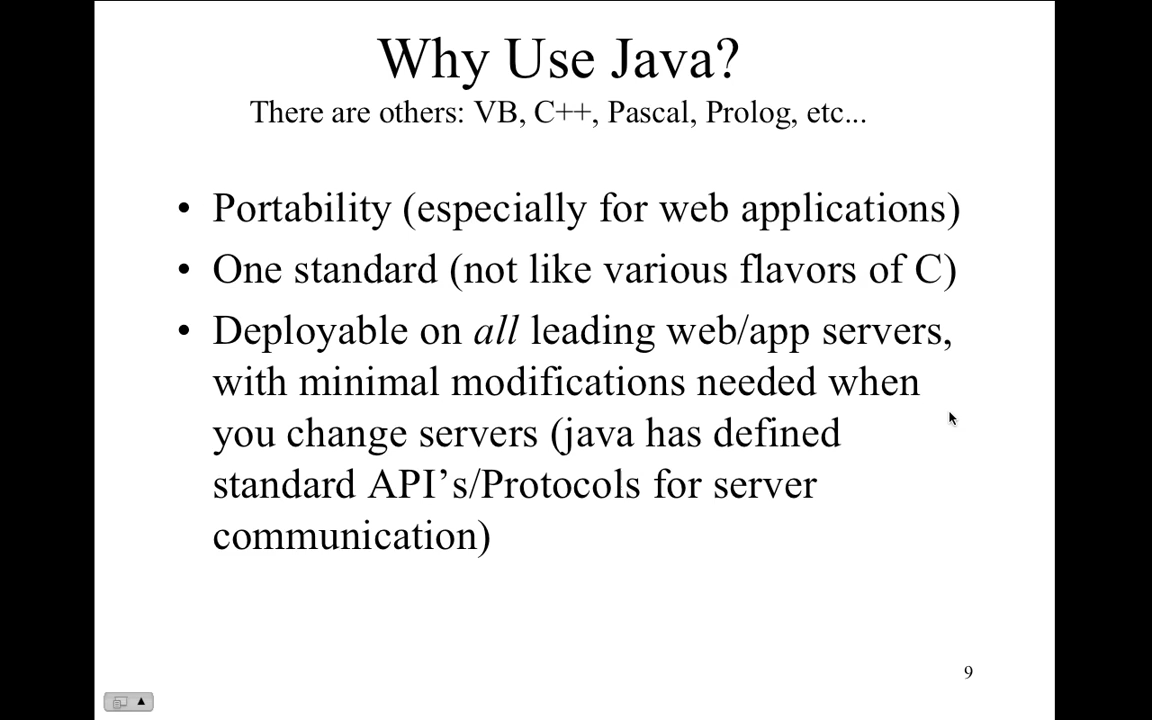 Why Use Java?
There are others: VB, C++, Pascal, Prolog, etc...
• Portability (especially for web applications)
• One standard (not like various flavors of C)
• Deployable on all leading web/app servers,
with minimal modifications needed when
you change servers (java has defined
standard API’s/Protocols for server
communication)
9